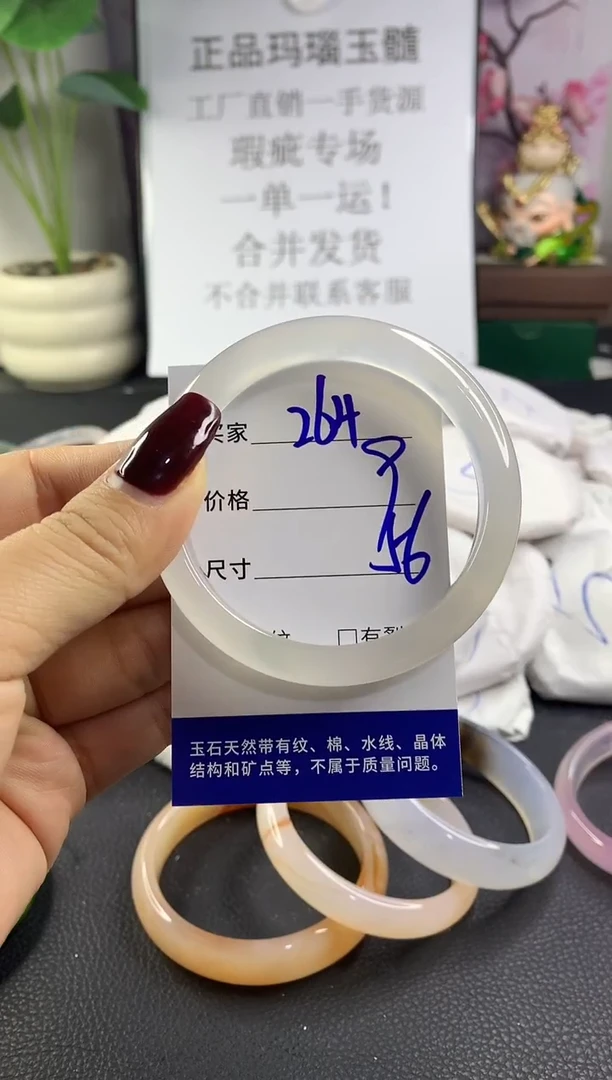 正品玛瑙玉髓
工厂直销一手货源
瑕疵专场
一单一运!
合并发货
不合并联系客服
买家 264
价格
尺寸 56
纹 □有裂
玉石天然带有纹、棉、水线、晶体
结构和矿点等，不属于质量问题。